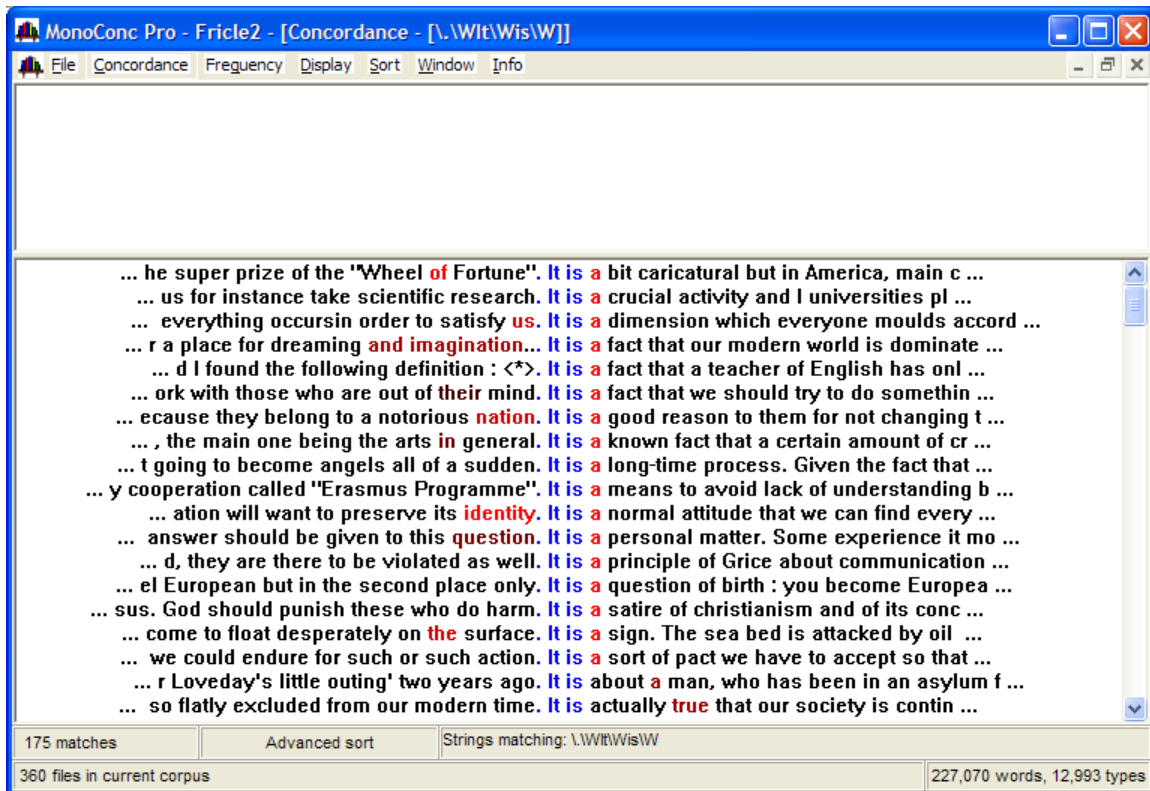 MonoConc Pro - Fricle2 - [Concordance - [\.\WIt\Wis\W]]
File Concordance Frequency Display Sort Window Info
... he super prize of the "Wheel of Fortune". It is a bit caricatural but in America, main c ...
... us for instance take scientific research. It is a crucial activity and I universities pl ...
... everything occursin order to satisfy us. It is a dimension which everyone moulds accord ...
... r a place for dreaming and imagination... It is a fact that our modern world is dominate ...
... d I found the following definition : <*>. It is a fact that a teacher of English has onl ...
... ork with those who are out of their mind. It is a fact that we should try to do somethin ...
... ecause they belong to a notorious nation. It is a good reason to them for not changing t ...
... , the main one being the arts in general. It is a known fact that a certain amount of cr ...
... t going to become angels all of a sudden. It is a long-time process. Given the fact that ...
... y cooperation called "Erasmus Programme". It is a means to avoid lack of understanding b ...
... ation will want to preserve its identity. It is a normal attitude that we can find every ...
... answer should be given to this question. It is a personal matter. Some experience it mo ...
... d, they are there to be violated as well. It is a principle of Grice about communication ...
... el European but in the second place only. It is a question of birth : you become Europea ...
... sus. God should punish these who do harm. It is a satire of christianism and of its conc ...
... come to float desperately on the surface. It is a sign. The sea bed is attacked by oil ...
... we could endure for such or such action. It is a sort of pact we have to accept so that ...
... r Loveday's little outing' two years ago. It is about a man, who has been in an asylum f ...
... so flatly excluded from our modern time. It is actually true that our society is contin ...
175 matches Advanced sort Strings matching: \.\WIt\Wis\W
360 files in current corpus 227,070 words, 12,993 types